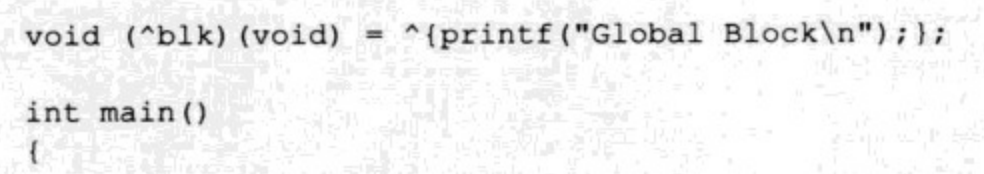 void (^blk)(void) = ^{printf("Global Block\n");};
int main()
{